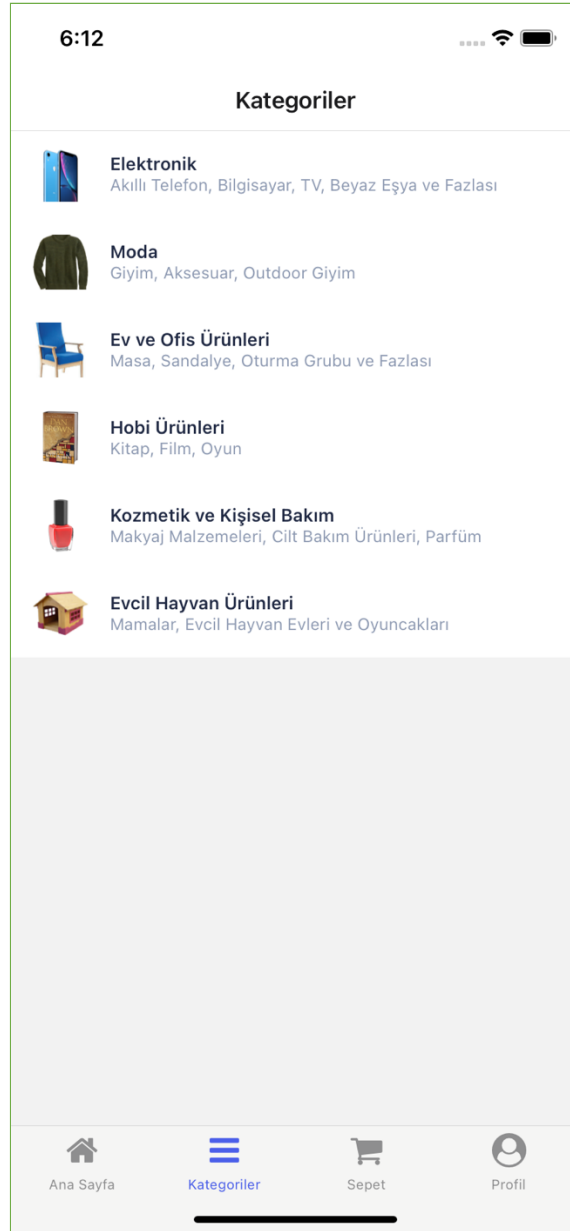 6:12
Kategoriler
Elektronik
Akıllı Telefon, Bilgisayar, TV, Beyaz Eşya ve Fazlası
Moda
Giyim, Aksesuar, Outdoor Giyim
Ev ve Ofis Ürünleri
Masa, Sandalye, Oturma Grubu ve Fazlası
Hobi Ürünleri
Kitap, Film, Oyun
Kozmetik ve Kişisel Bakım
Makyaj Malzemeleri, Cilt Bakım Ürünleri, Parfüm
Evcil Hayvan Ürünleri
Mamalar, Evcil Hayvan Evleri ve Oyuncakları
Ana Sayfa
Kategoriler
Sepet
Profil